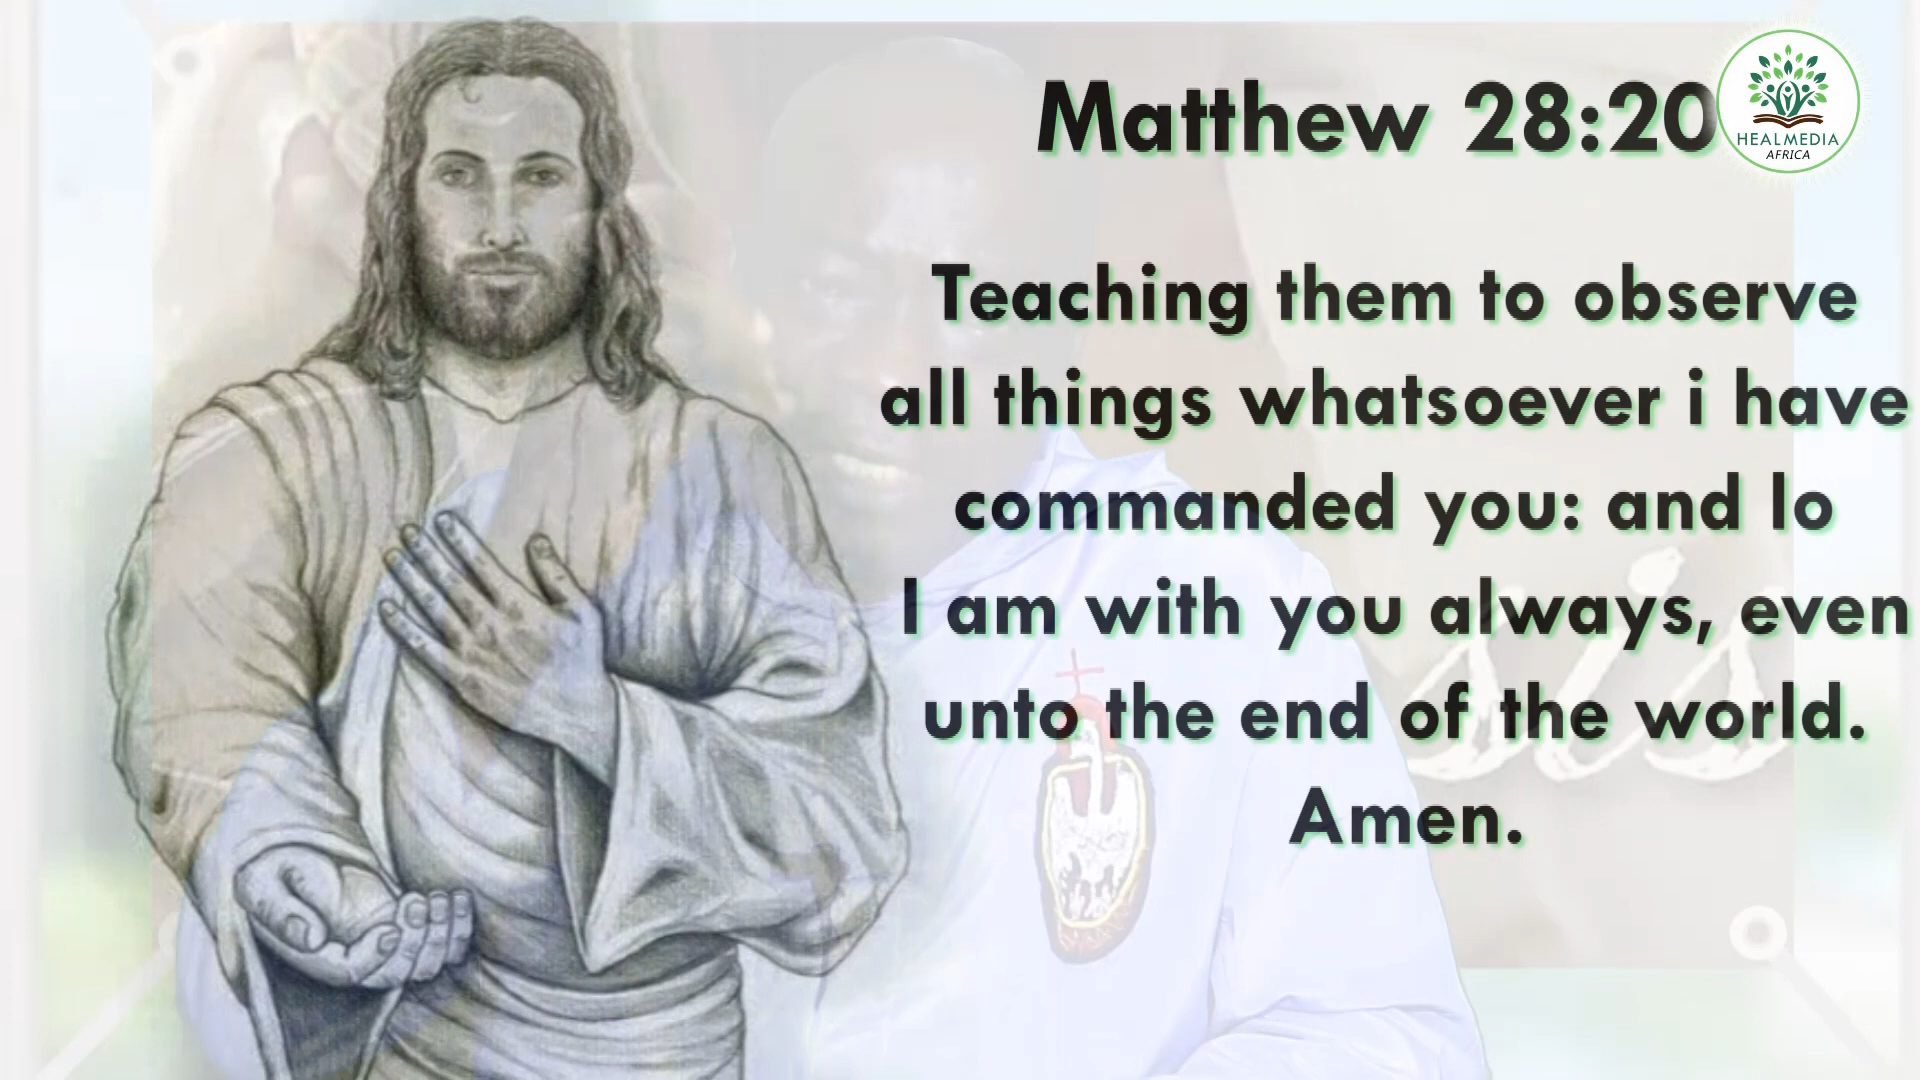 Matthew 28:20
HEALMEDIA
AFRICA
Teaching them to observe
all things whatsoever i have
commanded you: and lo
I am with you always, even
unto the end of the world.
Amen.
sis